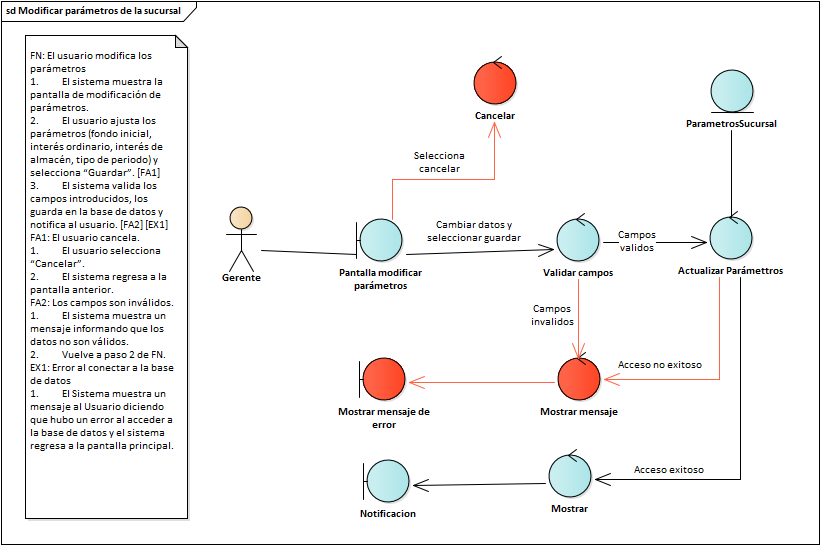 sd Modificar parámetros de la sucursal
FN: El usuario modifica los
parámetros
1. El sistema muestra la
pantalla de modificación de
parámetros.
2. El usuario ajusta los
parámetros (fondo inicial,
interés ordinario, interés de
almacén, tipo de periodo) y
selecciona “Guardar”. [FA1]
3. El sistema valida los
campos introducidos, los
guarda en la base de datos y
notifica al usuario. [FA2] [EX1]
FA1: El usuario cancela.
1. El usuario selecciona
“Cancelar”.
2. El sistema regresa a la
pantalla anterior.
FA2: Los campos son inválidos.
1. El sistema muestra un
mensaje informando que los
datos no son válidos.
2. Vuelve a paso 2 de FN.
EX1: Error al conectar a la base
de datos
1. El Sistema muestra un
mensaje al Usuario diciendo
que hubo un error al acceder a
la base de datos y el sistema
regresa a la pantalla principal.
Cancelar
ParametrosSucursal
Selecciona
cancelar
Cambiar datos y
seleccionar guardar
Campos
validos
Gerente
Pantalla modificar
parámetros
Validar campos
Actualizar Parámettros
Campos
invalidos
Acceso no exitoso
Mostrar mensaje de
error
Mostrar mensaje
Acceso exitoso
Notificacion
Mostrar